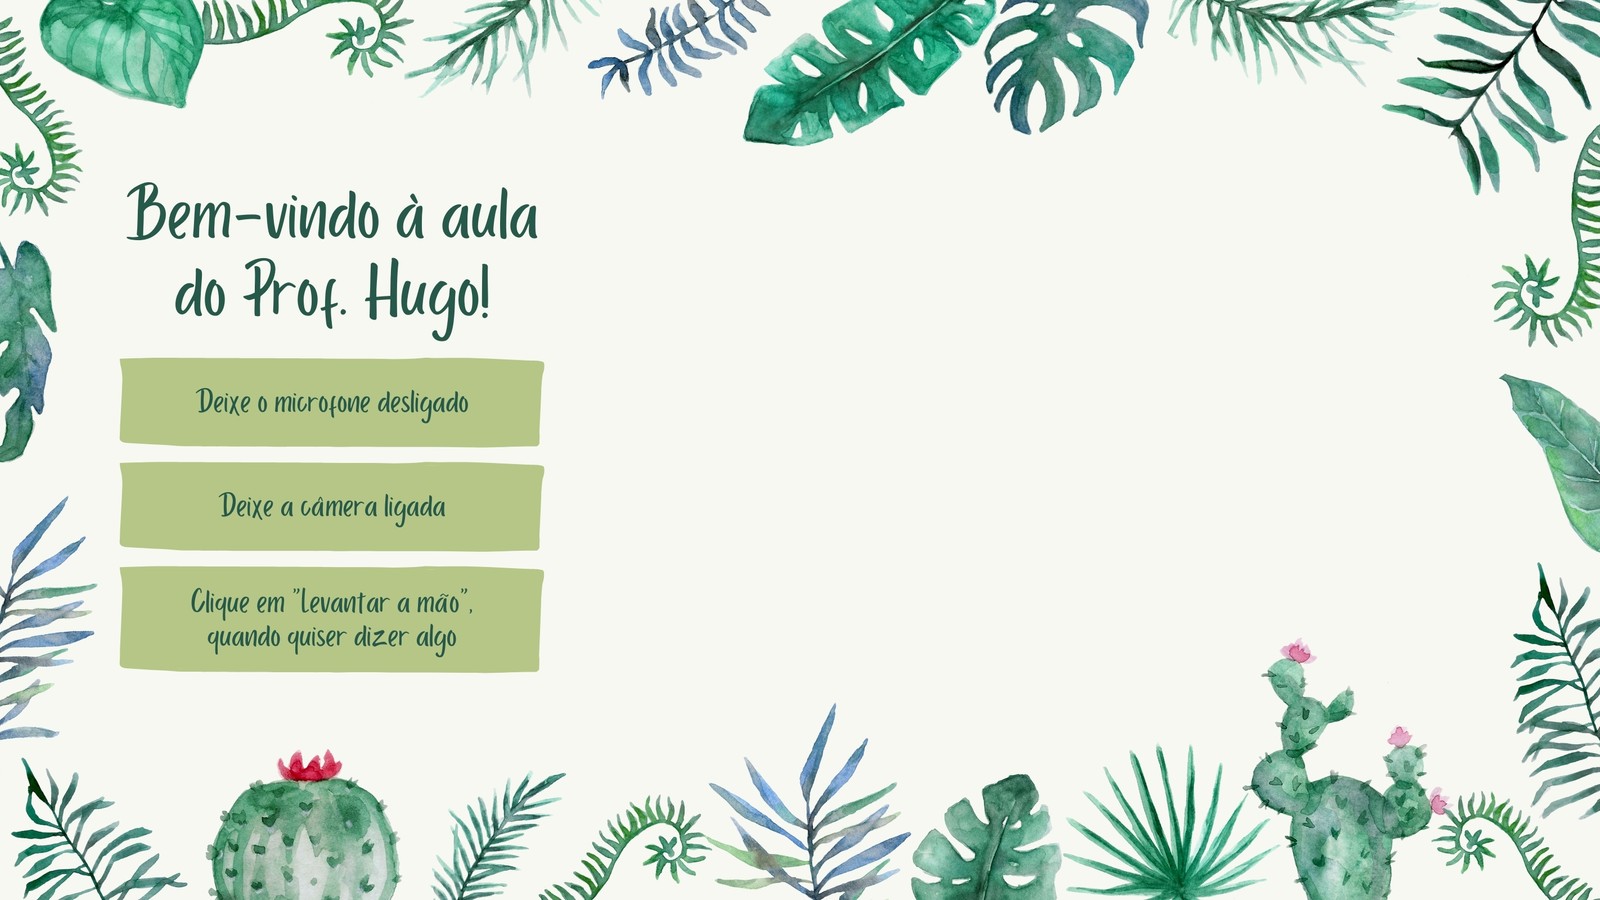 Bem-vindo à aula
do Prof. Hugo!
Deixe o microfone desligado
Deixe a câmera ligada
Clique em "Levantar a mão",
quando quiser dizer algo